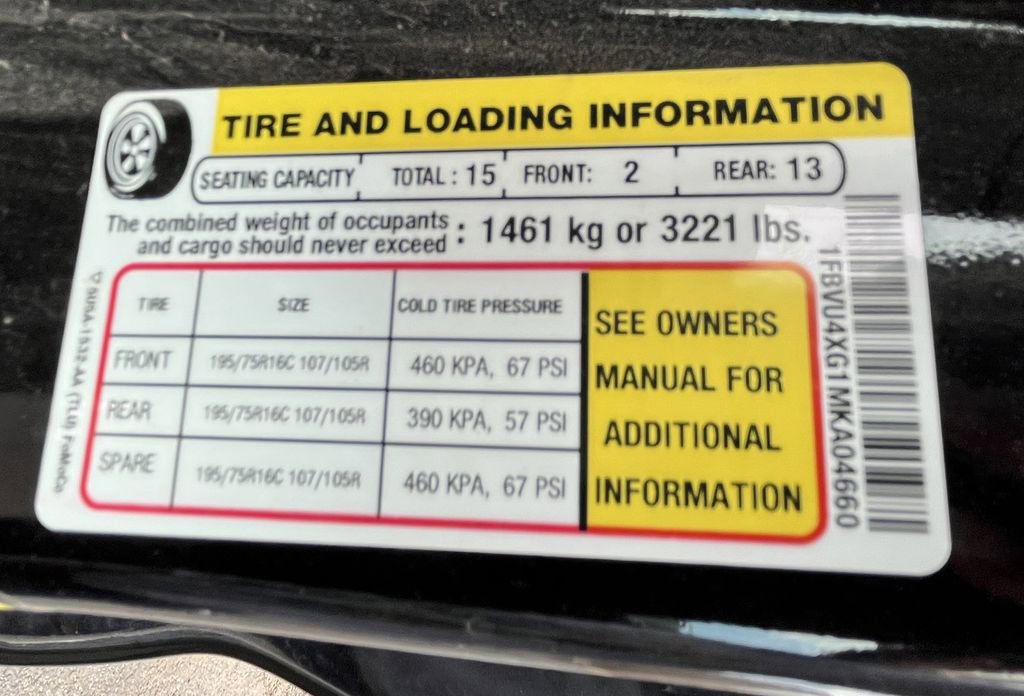 TIRE AND LOADING INFORMATION
SEATING CAPACITY TOTAL: 15 FRONT: 2 REAR: 13
The combined weight of occupants
and cargo should never exceed : 1461 kg or 3221 lbs.
TIRE SIZE COLD TIRE PRESSURE
FRONT 195/75R16C 107/105R 460 KPA, 67 PSI
REAR 195/75R16C 107/105R 390 KPA, 57 PSI
SPARE 195/75R16C 107/105R 460 KPA, 67 PSI
SEE OWNERS
MANUAL FOR
ADDITIONAL
INFORMATION
1FBVU4XG1MKA04660
(TLU) FoMoCo